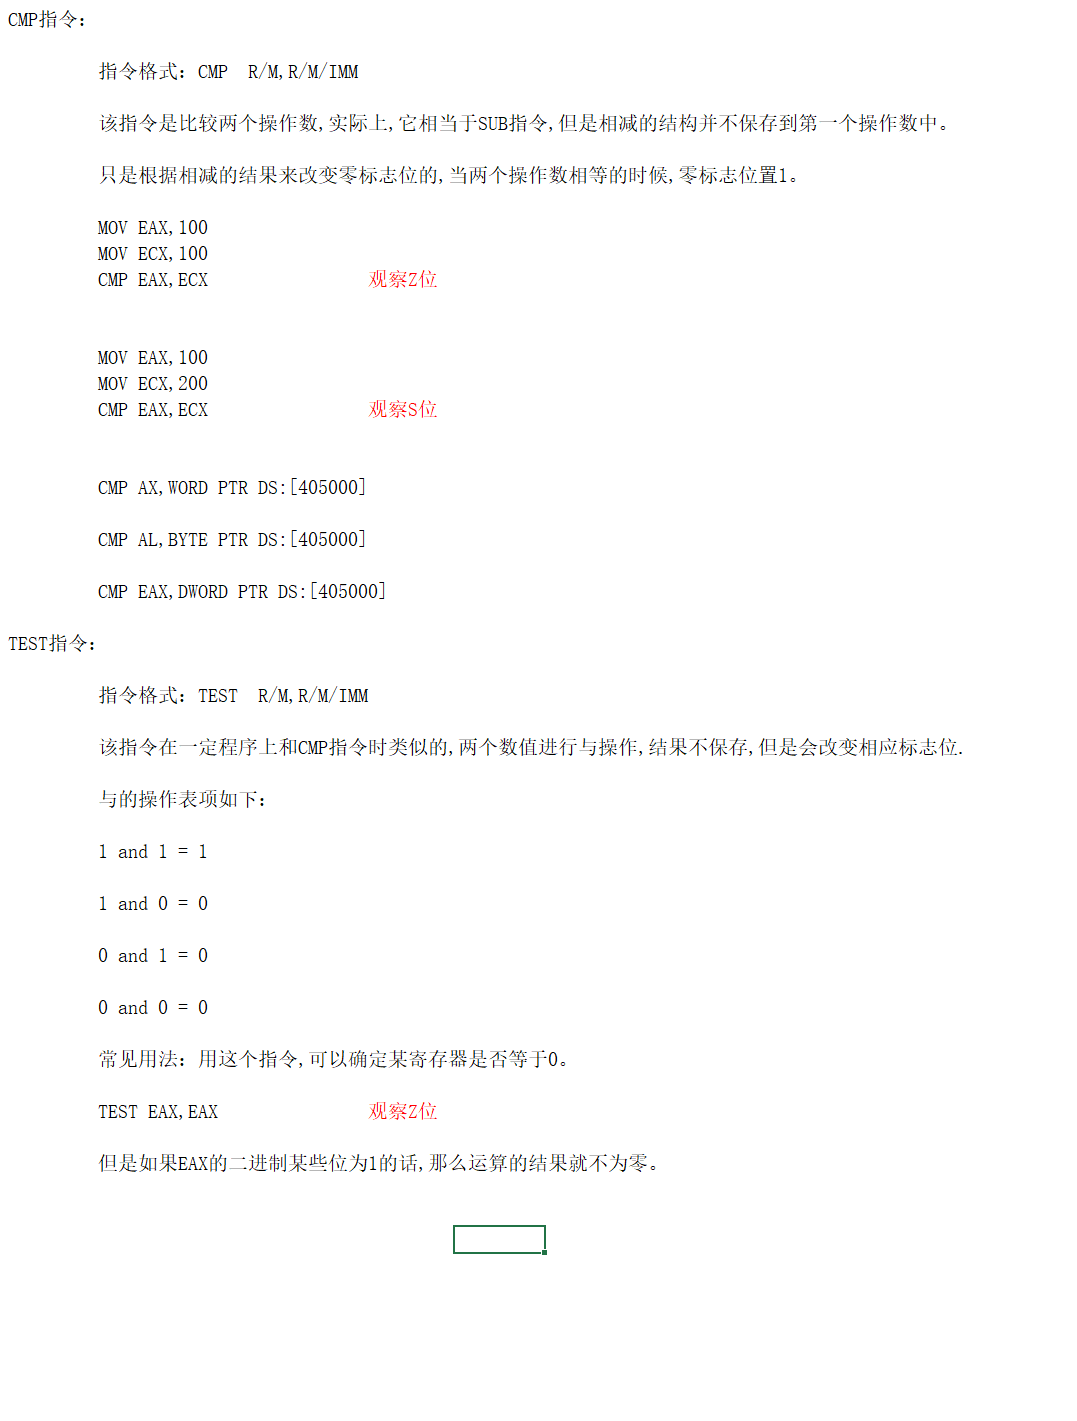 CMP指令：
指令格式：CMP  R/M,R/M/IMM
该指令是比较两个操作数,实际上,它相当于SUB指令,但是相减的结构并不保存到第一个操作数中。
只是根据相减的结果来改变零标志位的,当两个操作数相等的时候,零标志位置1。
MOV EAX,100
MOV ECX,100
CMP EAX,ECX 观察Z位
MOV EAX,100
MOV ECX,200
CMP EAX,ECX 观察S位
CMP AX,WORD PTR DS:[405000]
CMP AL,BYTE PTR DS:[405000]
CMP EAX,DWORD PTR DS:[405000]
TEST指令：
指令格式：TEST  R/M,R/M/IMM
该指令在一定程序上和CMP指令时类似的,两个数值进行与操作,结果不保存,但是会改变相应标志位.
与的操作表项如下：
1 and 1 = 1
1 and 0 = 0
0 and 1 = 0
0 and 0 = 0
常见用法：用这个指令,可以确定某寄存器是否等于0。
TEST EAX,EAX 观察Z位
但是如果EAX的二进制某些位为1的话,那么运算的结果就不为零。